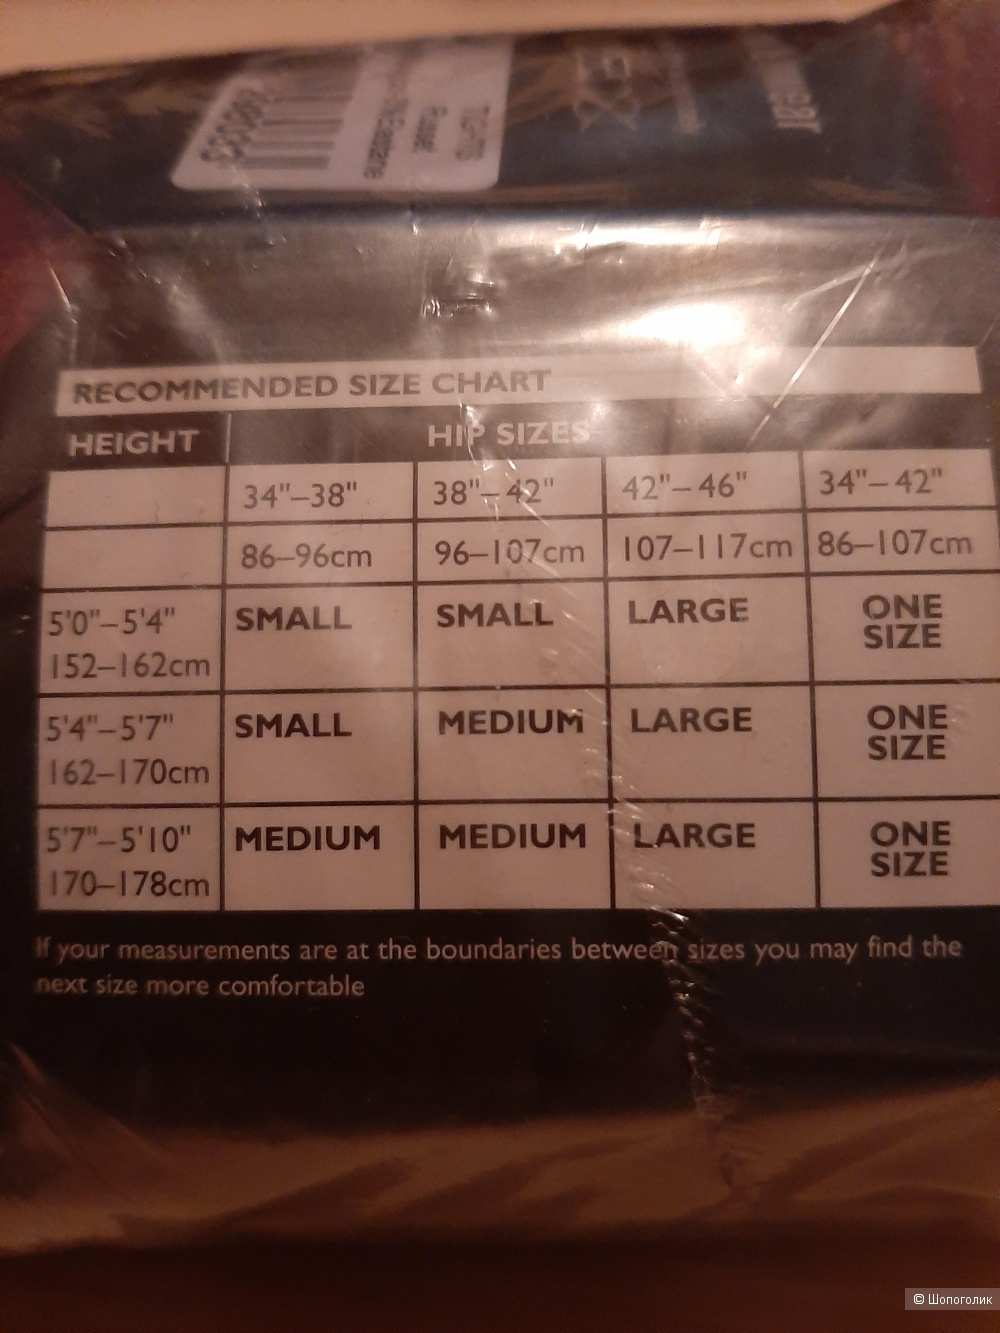 TIGHTS
Russet
RECOMMENDED SIZE CHART
HEIGHT HIP SIZES
34"–38" 38"–42" 42"–46" 34"–42"
86–96cm 96–107cm 107–117cm 86–107cm
5'0"–5'4" SMALL SMALL LARGE ONE SIZE
152–162cm
5'4"–5'7" SMALL MEDIUM LARGE ONE SIZE
162–170cm
5'7"–5'10" MEDIUM MEDIUM LARGE ONE SIZE
170–178cm
If your measurements are at the boundaries between sizes you may find the
next size more comfortable
© Шопоголик